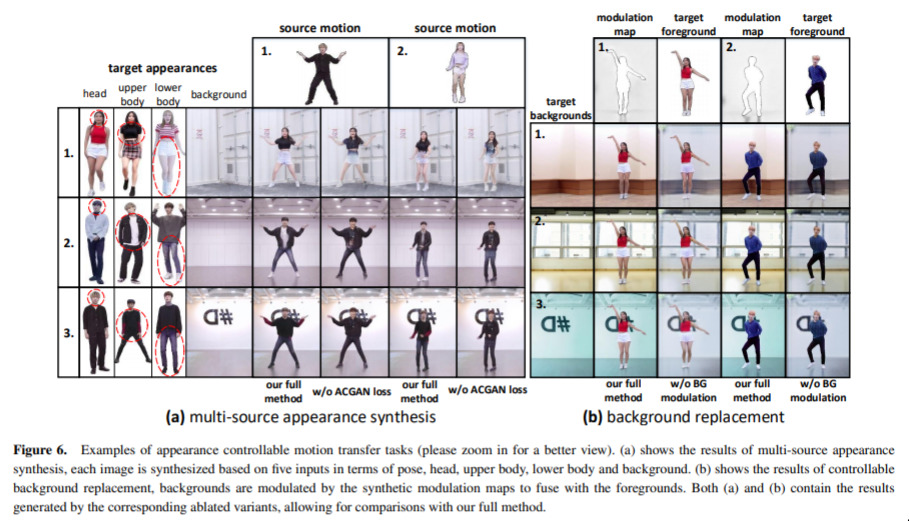 source motion source motion
modulation map target foreground modulation map target foreground
1. 2.
1. 2.
target appearances
head upper body lower body background
target backgrounds
1.
1.
2.
2.
3.
3.
#D
#D #D #D #D
#D #D #D #D
our full method w/o ACGAN loss our full method w/o ACGAN loss
our full method w/o BG modulation our full method w/o BG modulation
(a) multi-source appearance synthesis
(b) background replacement
Figure 6. Examples of appearance controllable motion transfer tasks (please zoom in for a better view). (a) shows the results of multi-source appearance
synthesis, each image is synthesized based on five inputs in terms of pose, head, upper body, lower body and background. (b) shows the results of controllable
background replacement, backgrounds are modulated by the synthetic modulation maps to fuse with the foregrounds. Both (a) and (b) contain the results
generated by the corresponding ablated variants, allowing for comparisons with our full method.